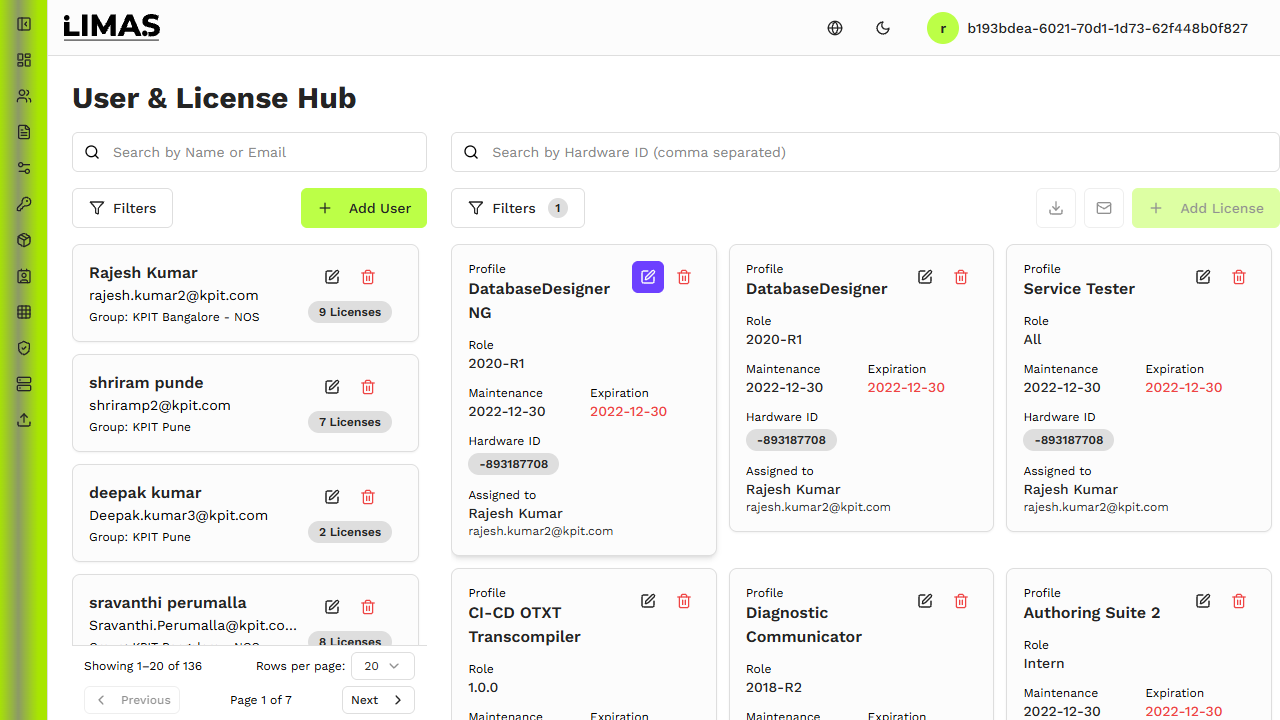 LIMAS
r
b193bdea-6021-70d1-1d73-62f448b0f827
User & License Hub
Search by Name or Email
Filters
Add User
Rajesh Kumar
rajesh.kumar2@kpit.com
Group: KPIT Bangalore - NOS
9 Licenses
shriram punde
shriramp2@kpit.com
Group: KPIT Pune
7 Licenses
deepak kumar
Deepak.kumar3@kpit.com
Group: KPIT Pune
2 Licenses
sravanthi perumalla
Sravanthi.Perumalla@kpit.co...
8 Licenses
Showing 1–20 of 136
Rows per page:
20
Previous
Page 1 of 7
Next
Search by Hardware ID (comma separated)
Filters
1
Add License
Profile
DatabaseDesigner
NG
Role
2020-R1
Maintenance
2022-12-30
Expiration
2022-12-30
Hardware ID
-893187708
Assigned to
Rajesh Kumar
rajesh.kumar2@kpit.com
Profile
DatabaseDesigner
Role
2020-R1
Maintenance
2022-12-30
Expiration
2022-12-30
Hardware ID
-893187708
Assigned to
Rajesh Kumar
rajesh.kumar2@kpit.com
Profile
Service Tester
Role
All
Maintenance
2022-12-30
Expiration
2022-12-30
Hardware ID
-893187708
Assigned to
Rajesh Kumar
rajesh.kumar2@kpit.com
Profile
CI-CD OTXT
Transcompiler
Role
1.0.0
Maintenance
Expiration
Profile
Diagnostic
Communicator
Role
2018-R2
Maintenance
Expiration
Profile
Authoring Suite 2
Role
Intern
Maintenance
2022-12-30
Expiration
2022-12-30